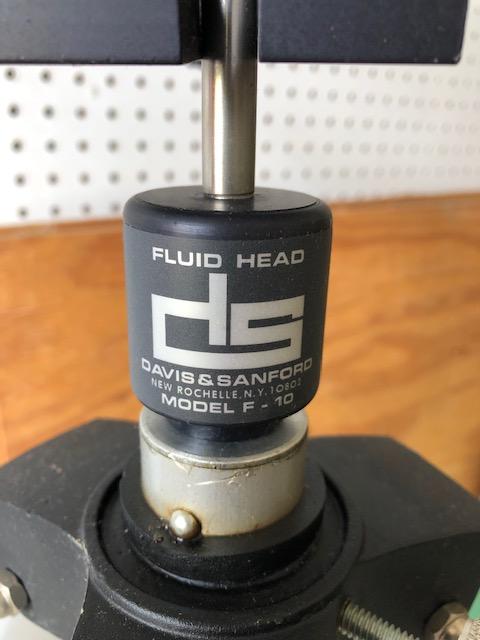 FLUID HEAD
ds
DAVIS & SANFORD
NEW ROCHELLE, N.Y. 10802
MODEL F - 10